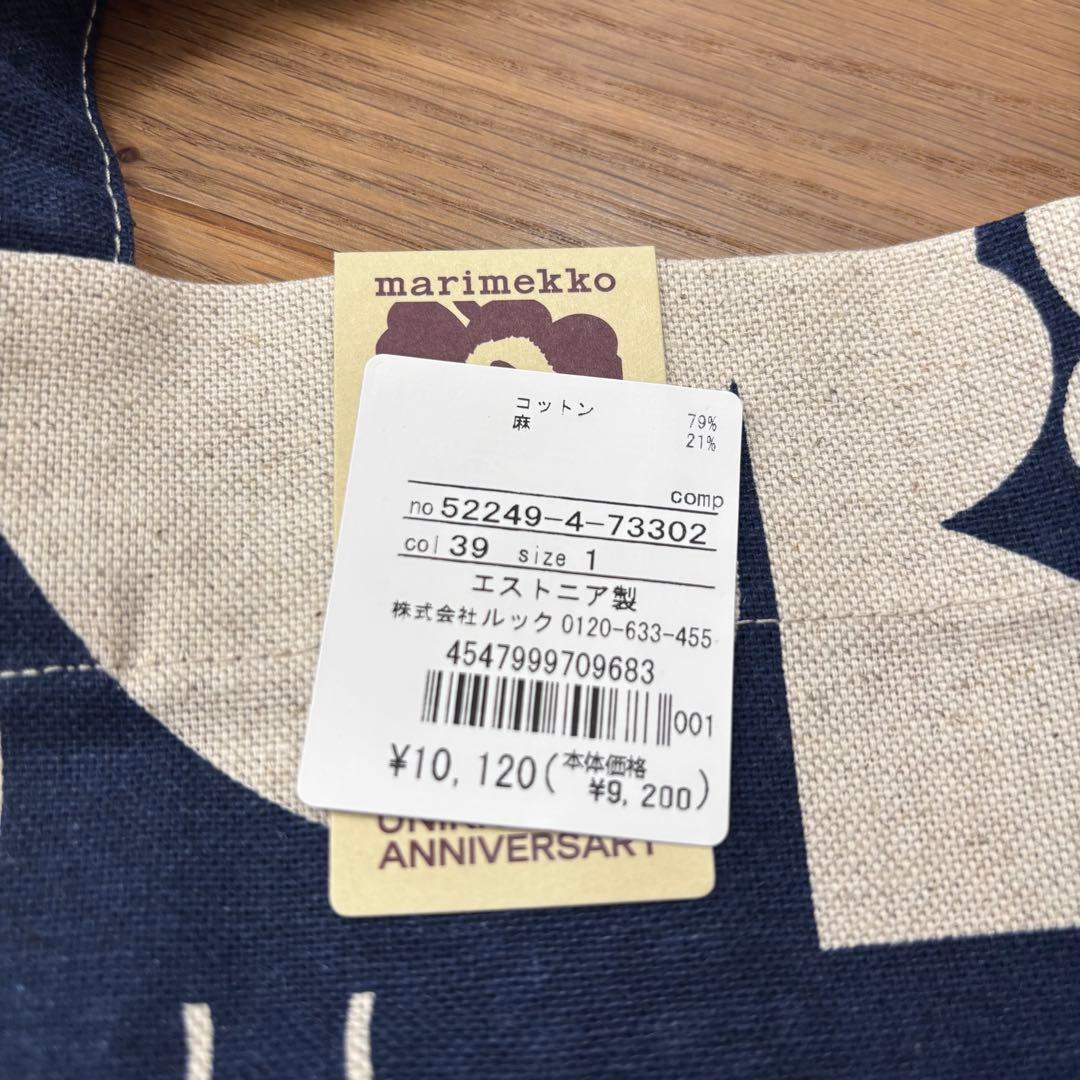 marimekko
コットン 79%
麻 21%
comp
no 52249-4-73302
col 39 size 1
エストニア製
株式会社ルック 0120-633-455
4547999709683
001
¥10,120(本体価格 ¥9,200)
ANNIVERSARY